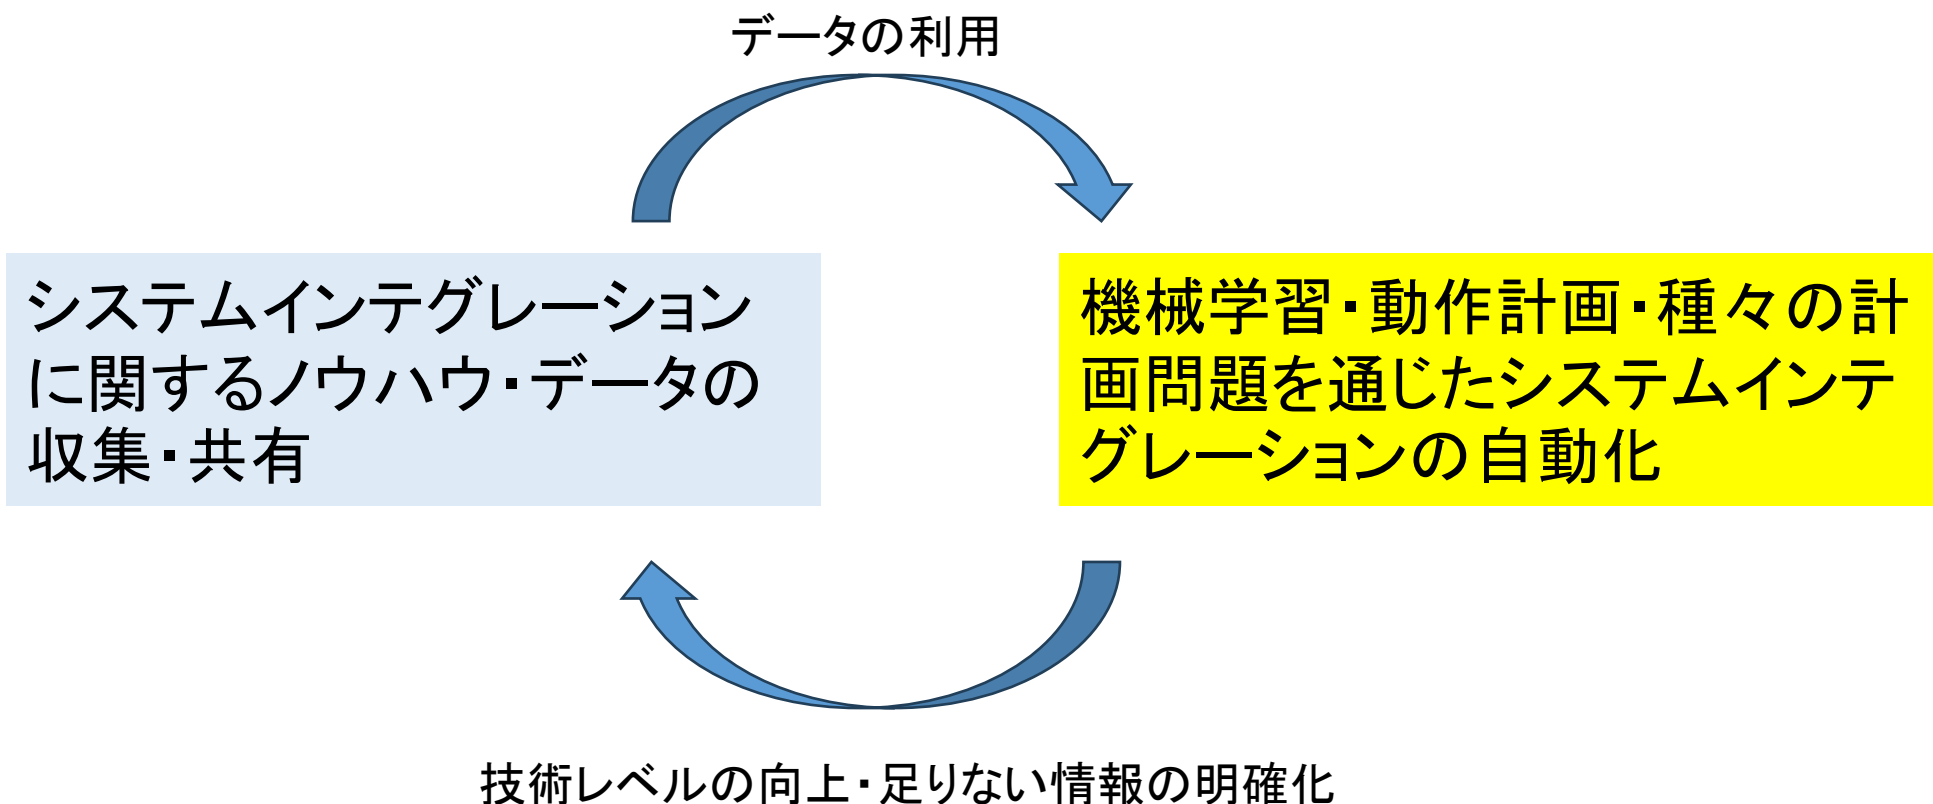 データの利用
システムインテグレーション
に関するノウハウ・データの
収集・共有
機械学習・動作計画・種々の計
画問題を通じたシステムインテ
グレーションの自動化
技術レベルの向上・足りない情報の明確化